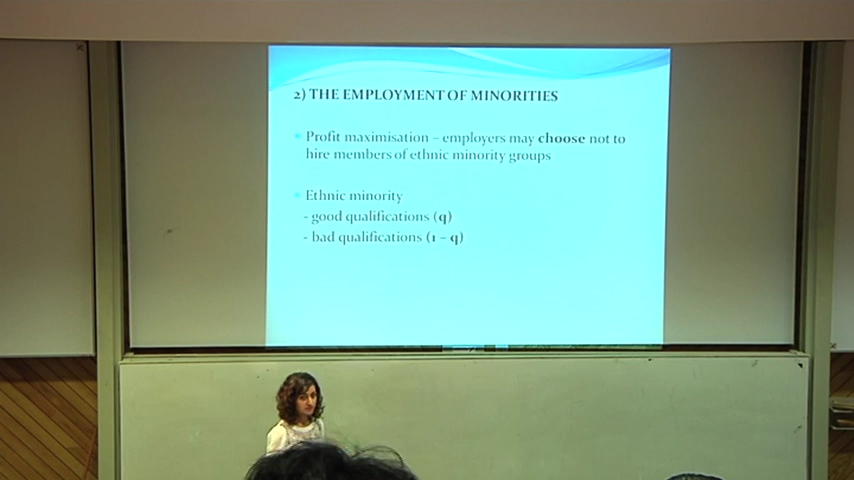 2) THE EMPLOYMENT OF MINORITIES
Profit maximisation – employers may choose not to
hire members of ethnic minority groups
Ethnic minority
- good qualifications (q)
- bad qualifications (1 – q)